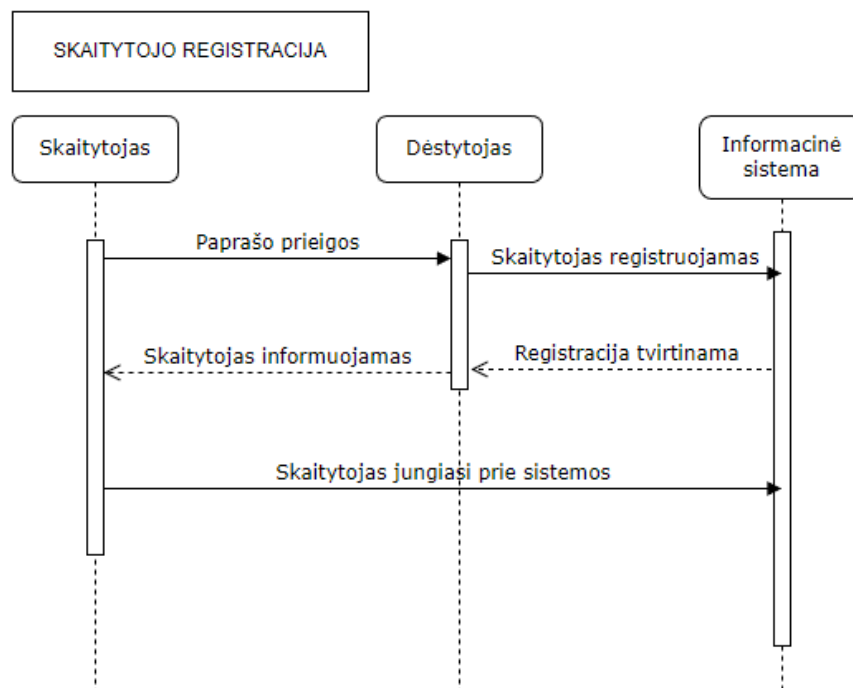 SKAITYTOJO REGISTRACIJA
Skaitytojas
Dėstytojas
Informacinė
sistema
Paprašo prieigos
Skaitytojas registruojamas
Skaitytojas informuojamas
Registracija tvirtinama
Skaitytojas jungiasi prie sistemos